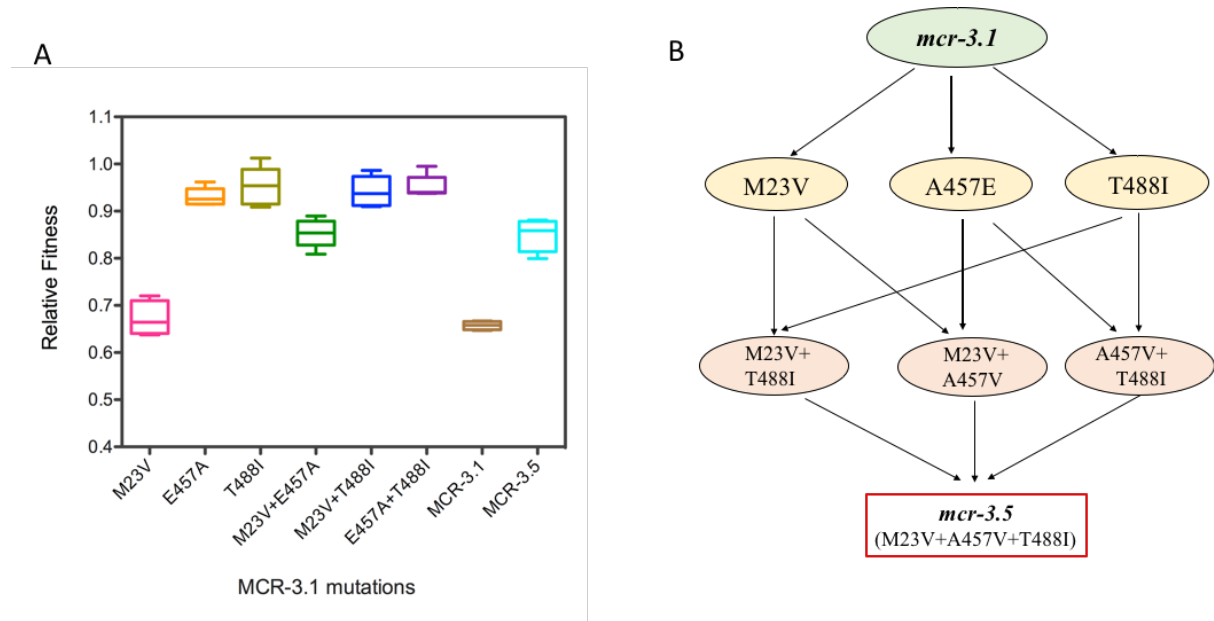 A
1.1
1.0
0.9
0.8
0.7
0.6
0.5
0.4
Relative Fitness
M23V
E457A
T488I
M23V+E457A
M23V+T488I
E457A+T488I
MCR-3.1
MCR-3.5
MCR-3.1 mutations
B
mcr-3.1
M23V
A457E
T488I
M23V+
T488I
M23V+
A457V
A457V+
T488I
mcr-3.5
(M23V+A457V+T488I)